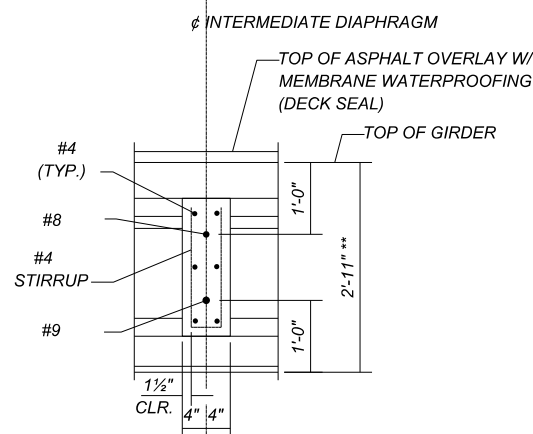 ₵ INTERMEDIATE DIAPHRAGM
TOP OF ASPHALT OVERLAY W/
MEMBRANE WATERPROOFING
(DECK SEAL)
TOP OF GIRDER
#4
(TYP.)
#8
#4
STIRRUP
#9
1'-0"
2'-11" **
1'-0"
1½"
CLR.
4" 4"